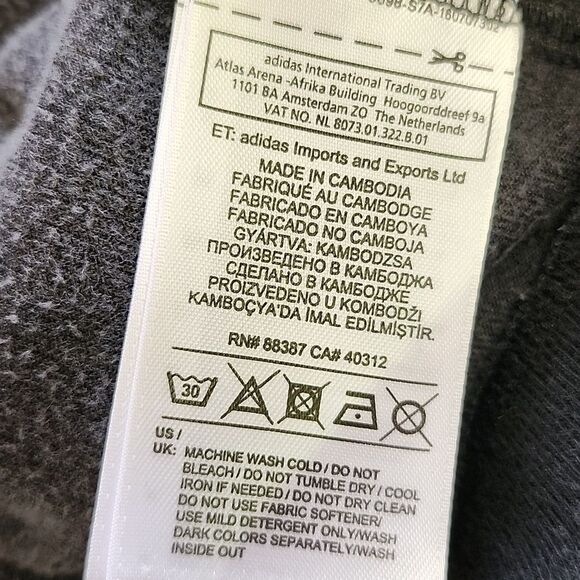 adidas International Trading BV
Atlas Arena -Afrika Building Hoogoorddreef 9a
1101 BA Amsterdam ZO The Netherlands
VAT NO. NL 8073.01.322.B.01
ET: adidas Imports and Exports Ltd
MADE IN CAMBODIA
FABRIQUÉ AU CAMBODGE
FABRICADO EN CAMBOYA
FABRICADO NO CAMBOJA
GYÁRTVA: KAMBODZSA
ПРОИЗВЕДЕНО В КАМБОДЖА
СДЕЛАНО В КАМБОДЖЕ
PROIZVEDENO U KOMBODŽI
KAMBOÇYA'DA İMAL EDİLMİŞTİR.
RN# 88387 CA# 40312
30
US /
UK: MACHINE WASH COLD / DO NOT
BLEACH / DO NOT TUMBLE DRY / COOL
IRON IF NEEDED / DO NOT DRY CLEAN
DO NOT USE FABRIC SOFTENER/
USE MILD DETERGENT ONLY/WASH
DARK COLORS SEPARATELY/WASH
INSIDE OUT